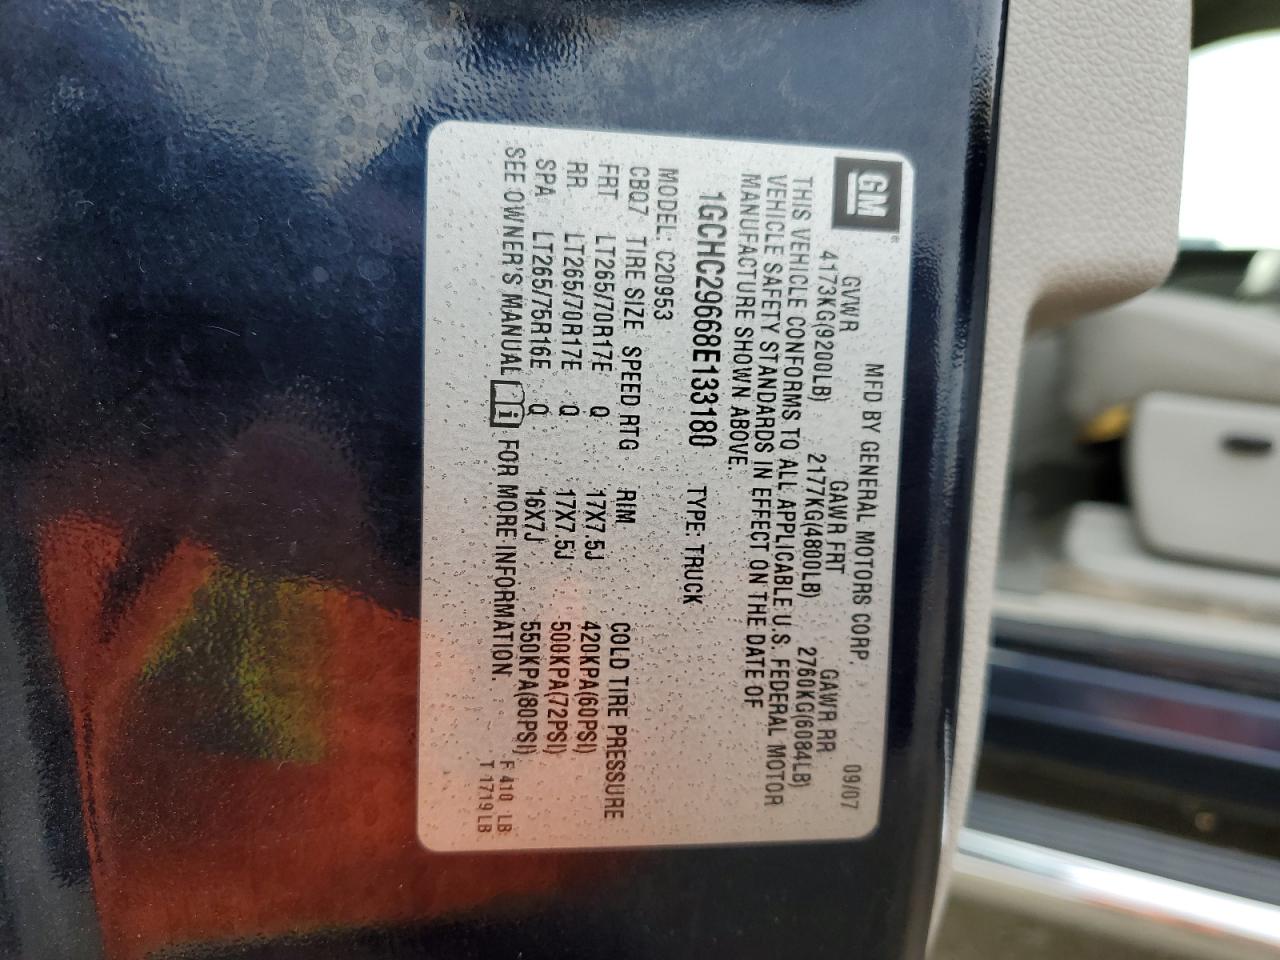 GM
MFD BY GENERAL MOTORS CORP. 09/07
GVWR GAWR FRT GAWR RR
4173KG(9200LB) 2177KG(4800LB) 2760KG(6084LB)
THIS VEHICLE CONFORMS TO ALL APPLICABLE U.S. FEDERAL MOTOR
VEHICLE SAFETY STANDARDS IN EFFECT ON THE DATE OF
MANUFACTURE SHOWN ABOVE.
1GCHC29668E133180 TYPE: TRUCK
MODEL: C20953
CBQ7 TIRE SIZE SPEED RTG RIM COLD TIRE PRESSURE
FRT LT265/70R17E Q 17X7.5J 420KPA(60PSI)
RR LT265/70R17E Q 17X7.5J 500KPA(72PSI)
SPA LT265/75R16E Q 16X7J 550KPA(80PSI)
SEE OWNER'S MANUAL i FOR MORE INFORMATION. F 410 LB
T 1719 LB